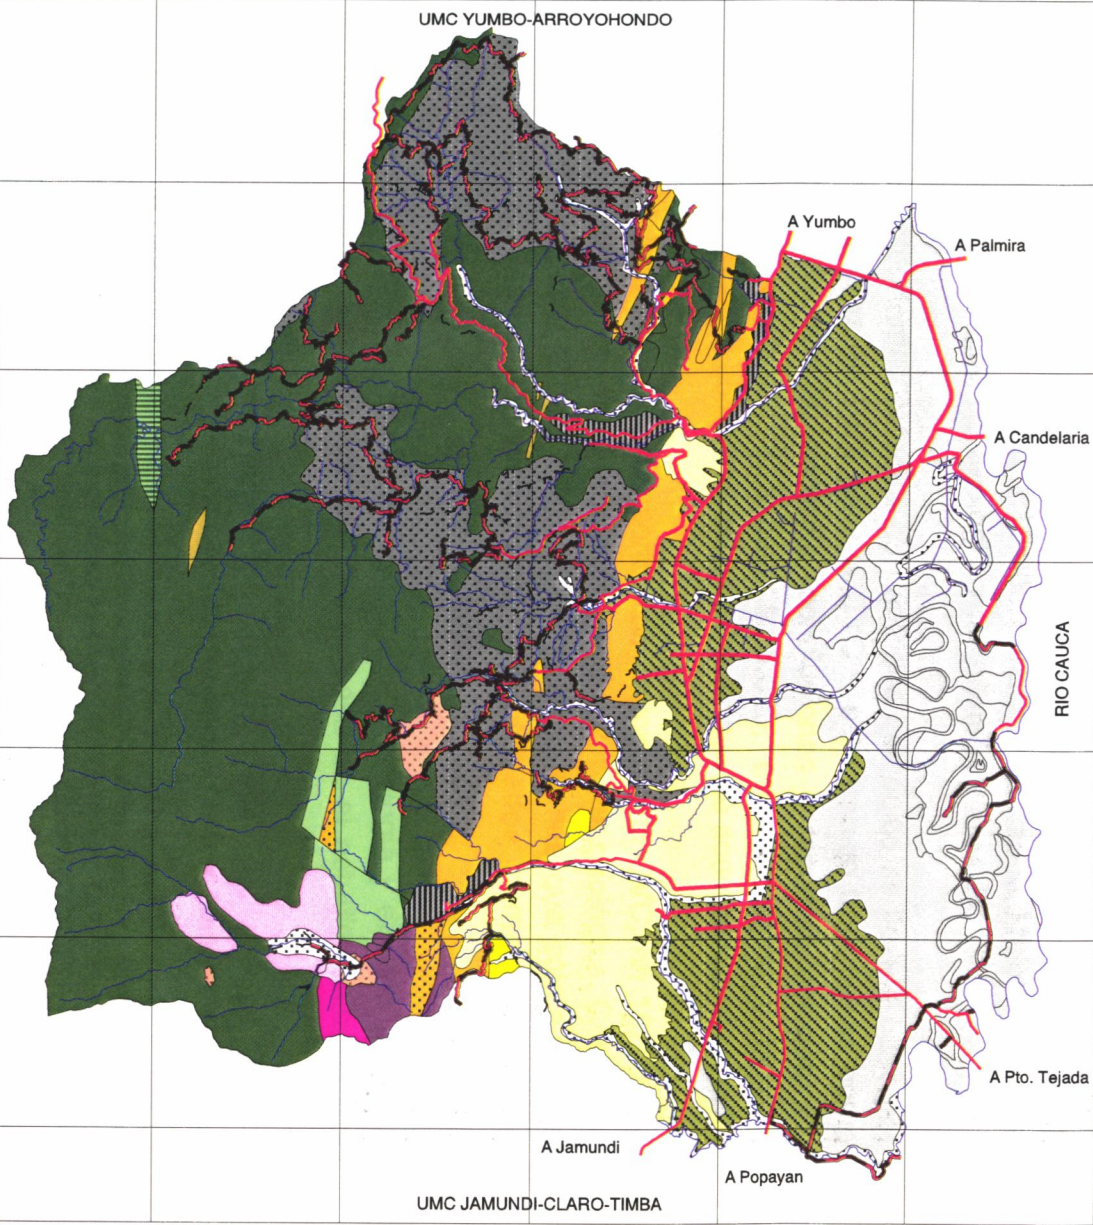 UMC YUMBO-ARROYOHONDO
A Yumbo
A Palmira
A Candelaria
RIO CAUCA
A Pto. Tejada
A Jamundi
A Popayan
UMC JAMUNDI-CLARO-TIMBA